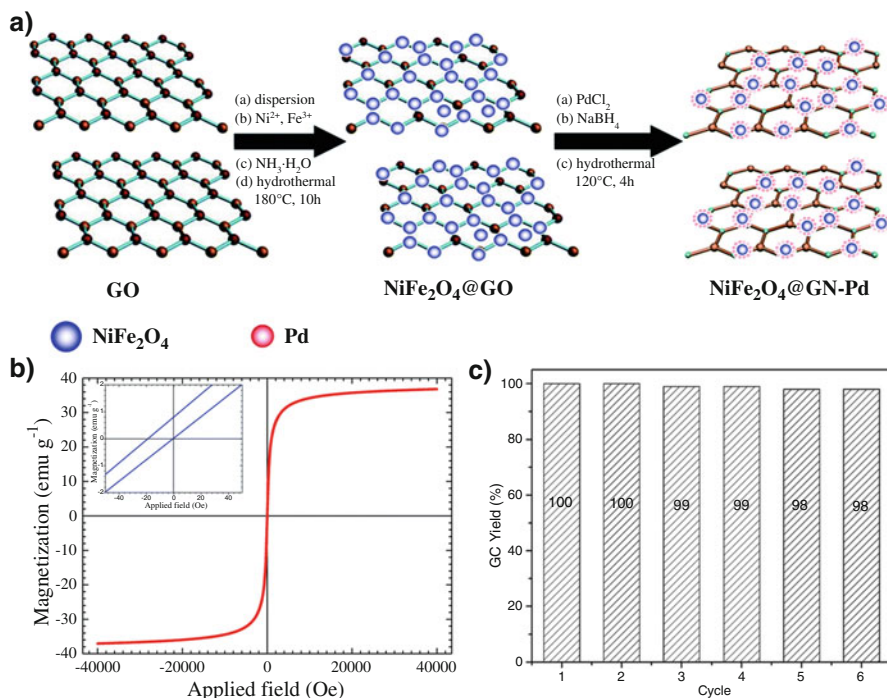 a)
(a) dispersion
(b) Ni²⁺, Fe³⁺
(c) NH₃·H₂O
(d) hydrothermal
180°C, 10h
(a) PdCl₂
(b) NaBH₄
(c) hydrothermal
120°C, 4h
GO
NiFe₂O₄@GO
NiFe₂O₄@GN-Pd
NiFe₂O₄
Pd
b)
Magnetization (emu g⁻¹)
40
30
20
10
0
-10
-20
-30
-40
-40000
-20000
0
20000
40000
Applied field (Oe)
Magnetization (emu g⁻¹)
2
1
0
-1
-2
-40
-20
0
20
40
Applied field (Oe)
c)
GC Yield (%)
100
80
60
40
20
0
100
100
99
99
98
98
1
2
3
4
5
6
Cycle